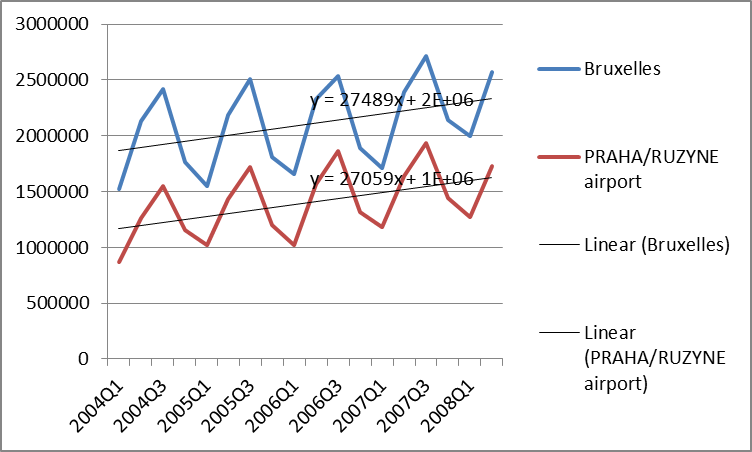 3000000
2500000
2000000
1500000
1000000
500000
0
y = 27489x + 2E+06
y = 27059x + 1E+06
2004Q1
2004Q3
2005Q1
2005Q3
2006Q1
2006Q3
2007Q1
2007Q3
2008Q1
Bruxelles
PRAHA/RUZYNE
airport
Linear (Bruxelles)
Linear
(PRAHA/RUZYNE
airport)